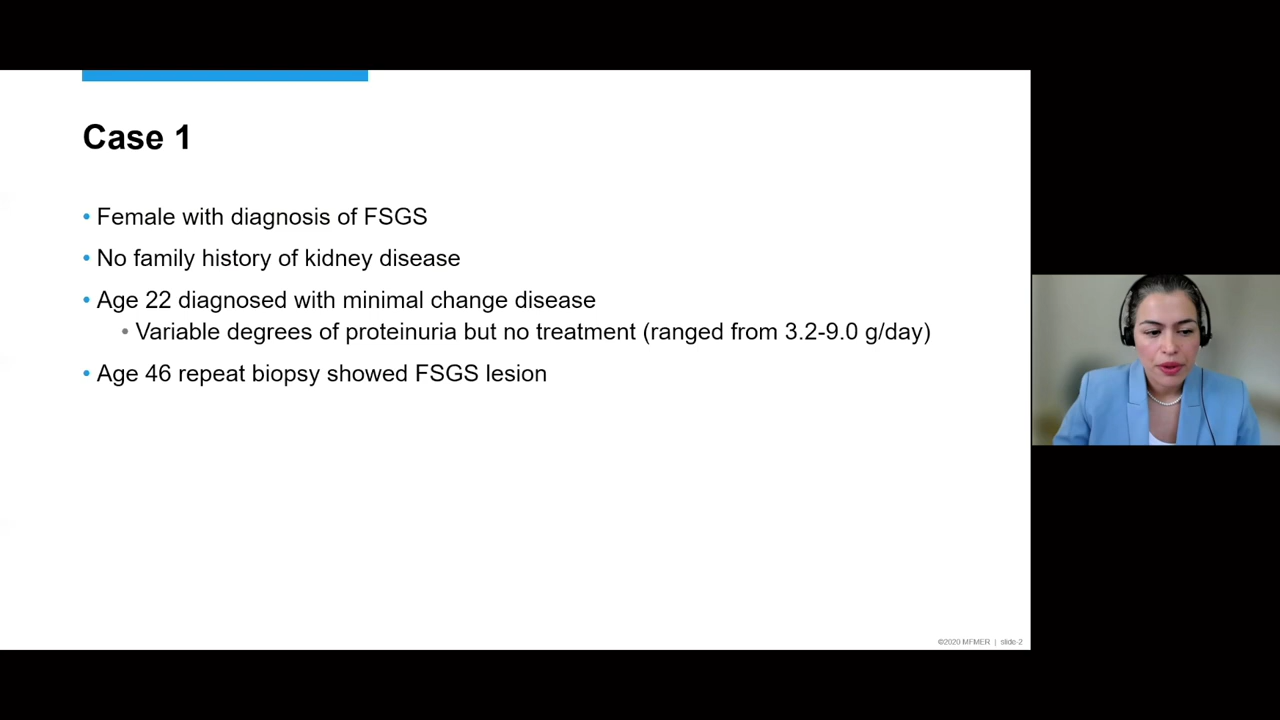 Case 1
• Female with diagnosis of FSGS
• No family history of kidney disease
• Age 22 diagnosed with minimal change disease
• Variable degrees of proteinuria but no treatment (ranged from 3.2-9.0 g/day)
• Age 46 repeat biopsy showed FSGS lesion
©2020 MFMER | slide-2